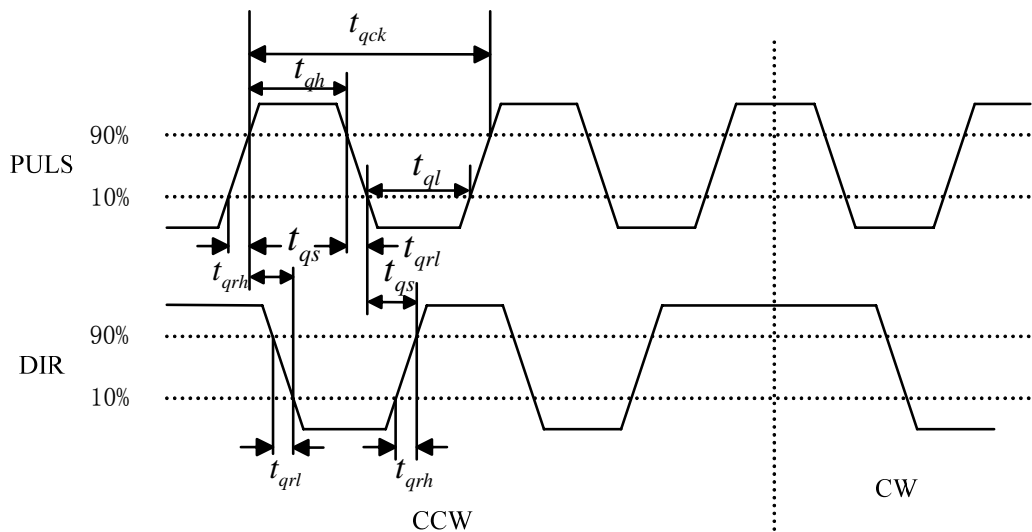 t_qck
t_qh
90%
PULS
t_ql
10%
t_qs
t_qrl
t_qrh
t_qs
90%
DIR
10%
t_qrl
t_qrh
CW
CCW